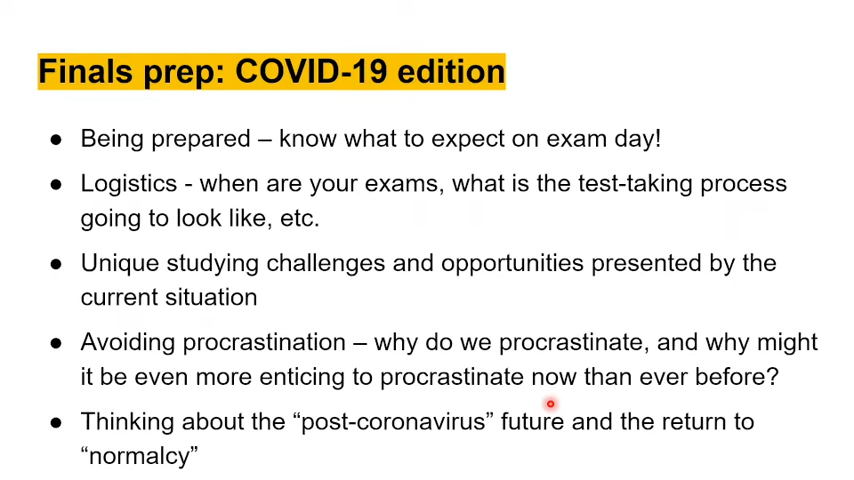 Finals prep: COVID-19 edition
● Being prepared – know what to expect on exam day!
● Logistics - when are your exams, what is the test-taking process
going to look like, etc.
● Unique studying challenges and opportunities presented by the
current situation
● Avoiding procrastination – why do we procrastinate, and why might
it be even more enticing to procrastinate now than ever before?
● Thinking about the “post-coronavirus” future and the return to
“normalcy”